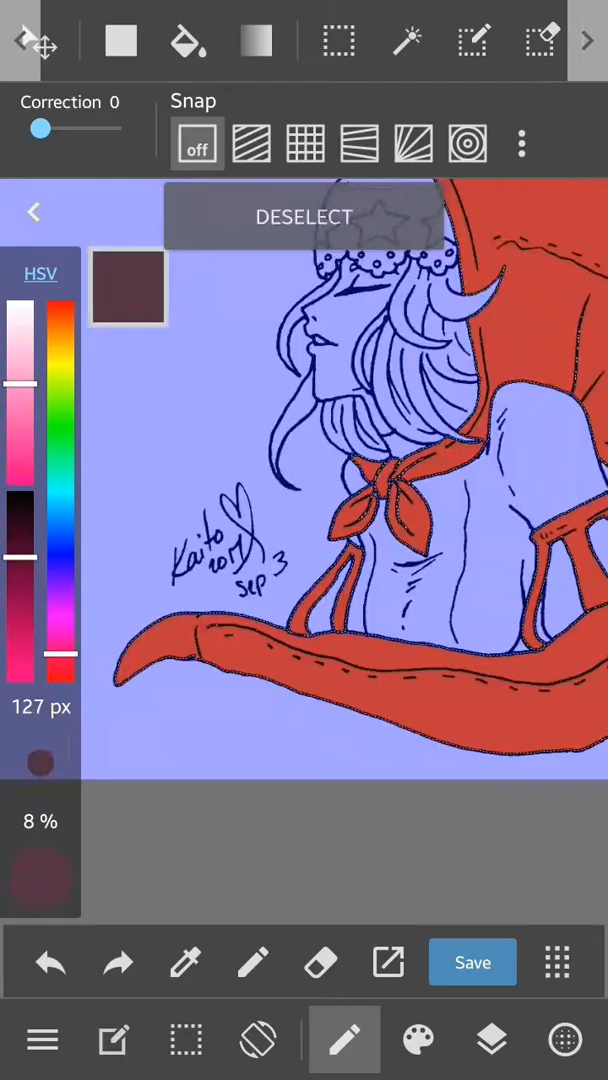 Correction 0
Snap
off
DESELECT
HSV
Kaito
2017
Sep 3
127 px
8 %
Save